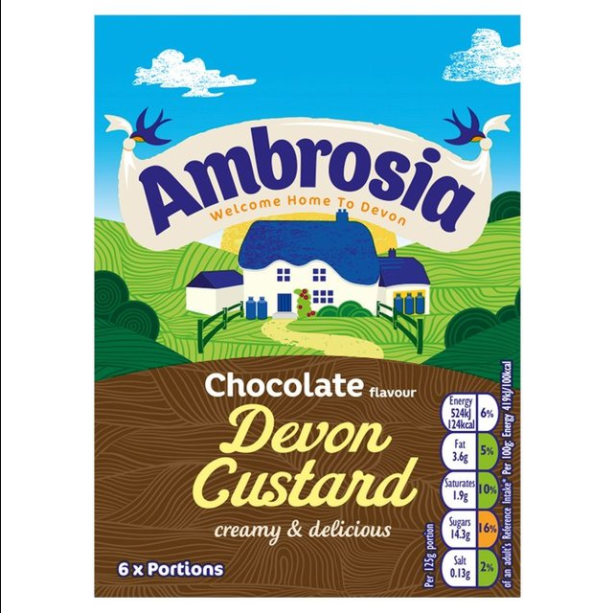 Ambrosia
Welcome Home To Devon
Chocolate flavour
Devon
Custard
creamy & delicious
6 x Portions
Per 125g portion
Energy
524kJ
124kcal
6%
Fat
3.6g
5%
Saturates
1.9g
10%
Sugars
14.3g
16%
Salt
0.13g
2%
of an adult's Reference Intake* Per 100g: Energy 419kJ/100kcal